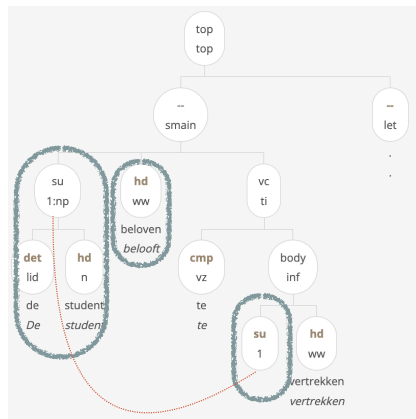 top
top
-- --
smain let
. 
.
su hd vc
1:np ww ti
beloven
belooft
det hd cmp body
lid n vz inf
de student te
De student te
su hd
1 ww
vertrekken
vertrekken